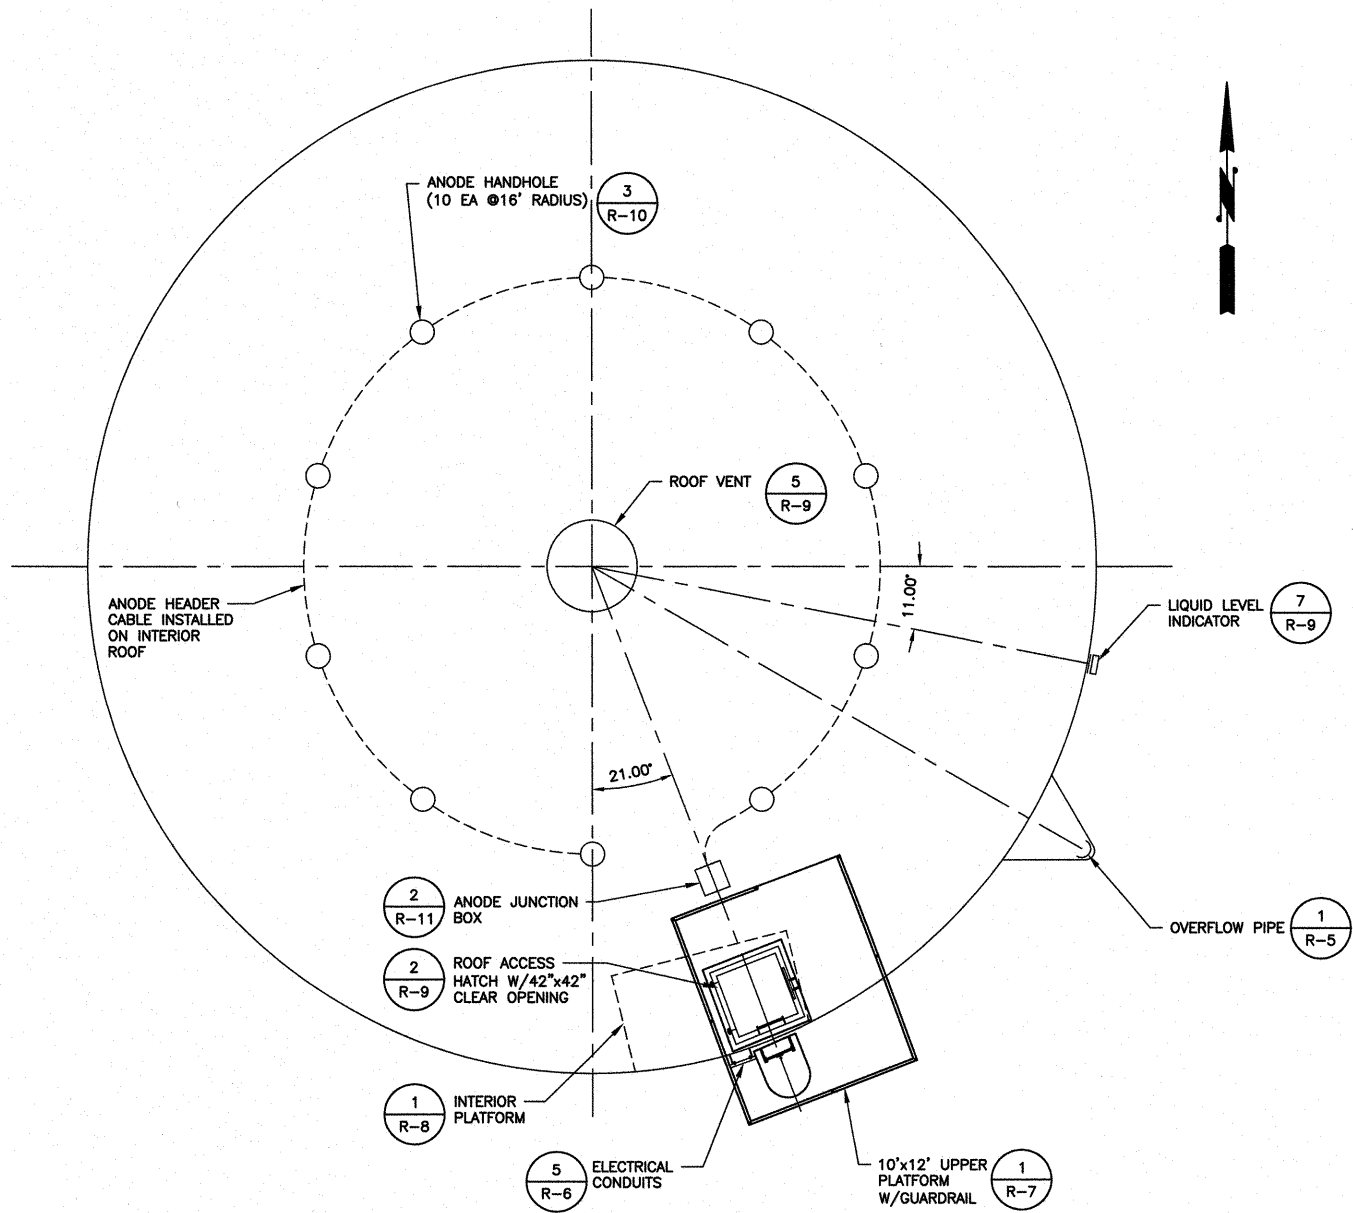 ANODE HANDHOLE
(10 EA @16' RADIUS)
3
R-10
N
ROOF VENT
5
R-9
11.00°
ANODE HEADER
CABLE INSTALLED
ON INTERIOR
ROOF
LIQUID LEVEL
INDICATOR
7
R-9
21.00°
2
R-11
ANODE JUNCTION
BOX
OVERFLOW PIPE
1
R-5
2
R-9
ROOF ACCESS
HATCH W/42"x42"
CLEAR OPENING
1
R-8
INTERIOR
PLATFORM
5
R-6
ELECTRICAL
CONDUITS
10'x12' UPPER
PLATFORM
W/GUARDRAIL
1
R-7